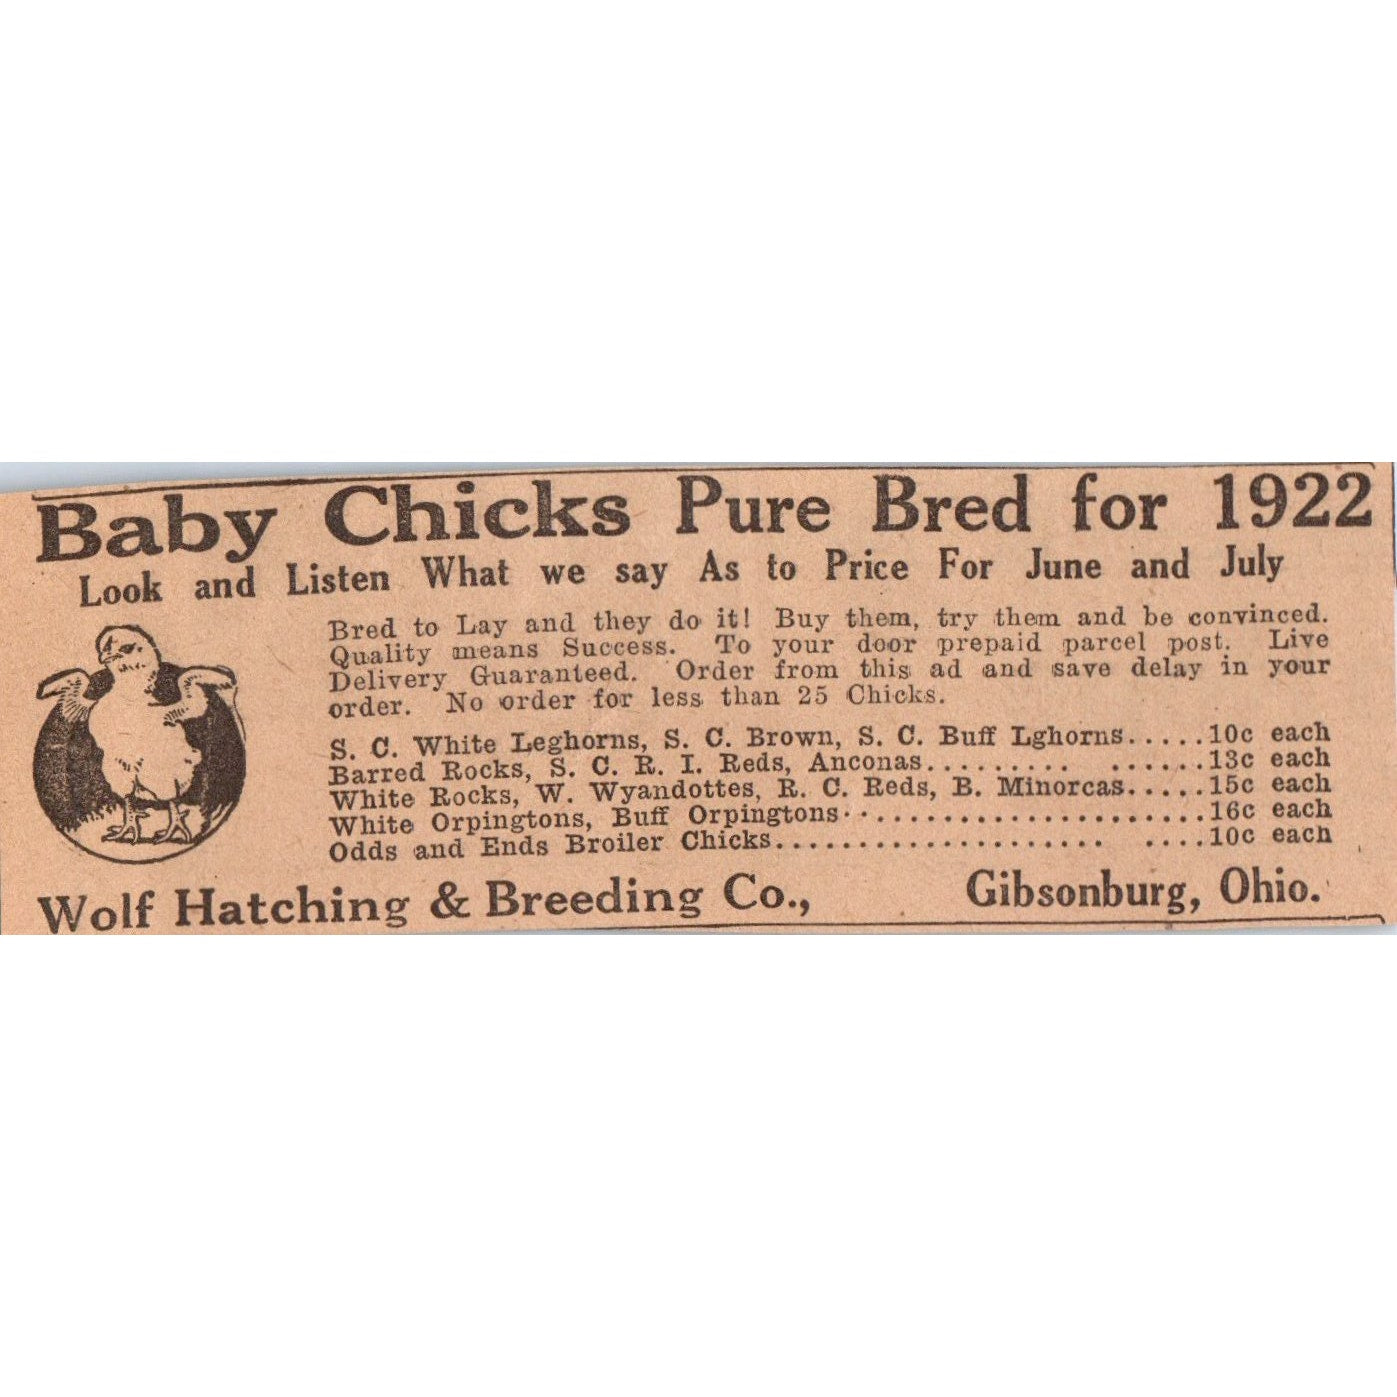 Baby Chicks Pure Bred for 1922
Look and Listen What we say As to Price For June and July
Bred to Lay and they do it! Buy them, try them and be convinced.
Quality means Success. To your door prepaid parcel post. Live
Delivery Guaranteed. Order from this ad and save delay in your
order. No order for less than 25 Chicks.
S. C. White Leghorns, S. C. Brown, S. C. Buff Lghorns.....10c each
Barred Rocks, S. C. R. I. Reds, Anconas......... ......13c each
White Rocks, W. Wyandottes, R. C. Reds, B. Minorcas.....15c each
White Orpingtons, Buff Orpingtons.......................16c each
Odds and Ends Broiler Chicks..................... ....10c each
Wolf Hatching & Breeding Co., Gibsonburg, Ohio.